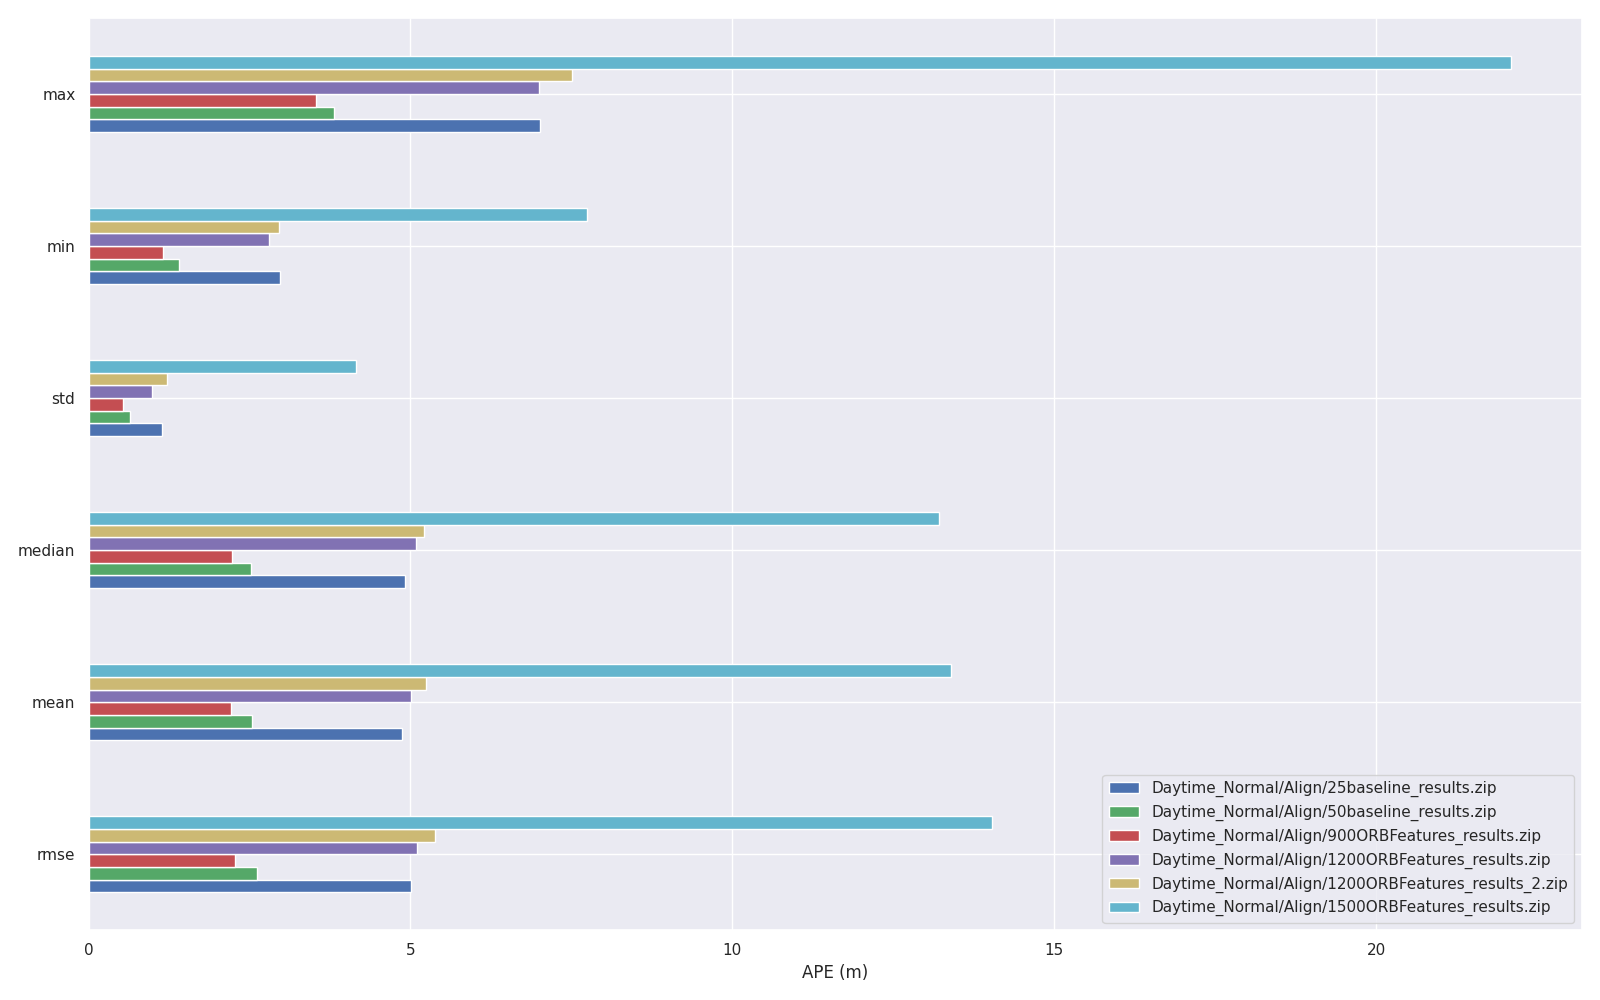 max
min
std
median
mean
rmse
Daytime_Normal/Align/25baseline_results.zip
Daytime_Normal/Align/50baseline_results.zip
Daytime_Normal/Align/900ORBFeatures_results.zip
Daytime_Normal/Align/1200ORBFeatures_results.zip
Daytime_Normal/Align/1200ORBFeatures_results_2.zip
Daytime_Normal/Align/1500ORBFeatures_results.zip
0 5 10 15 20
APE (m)